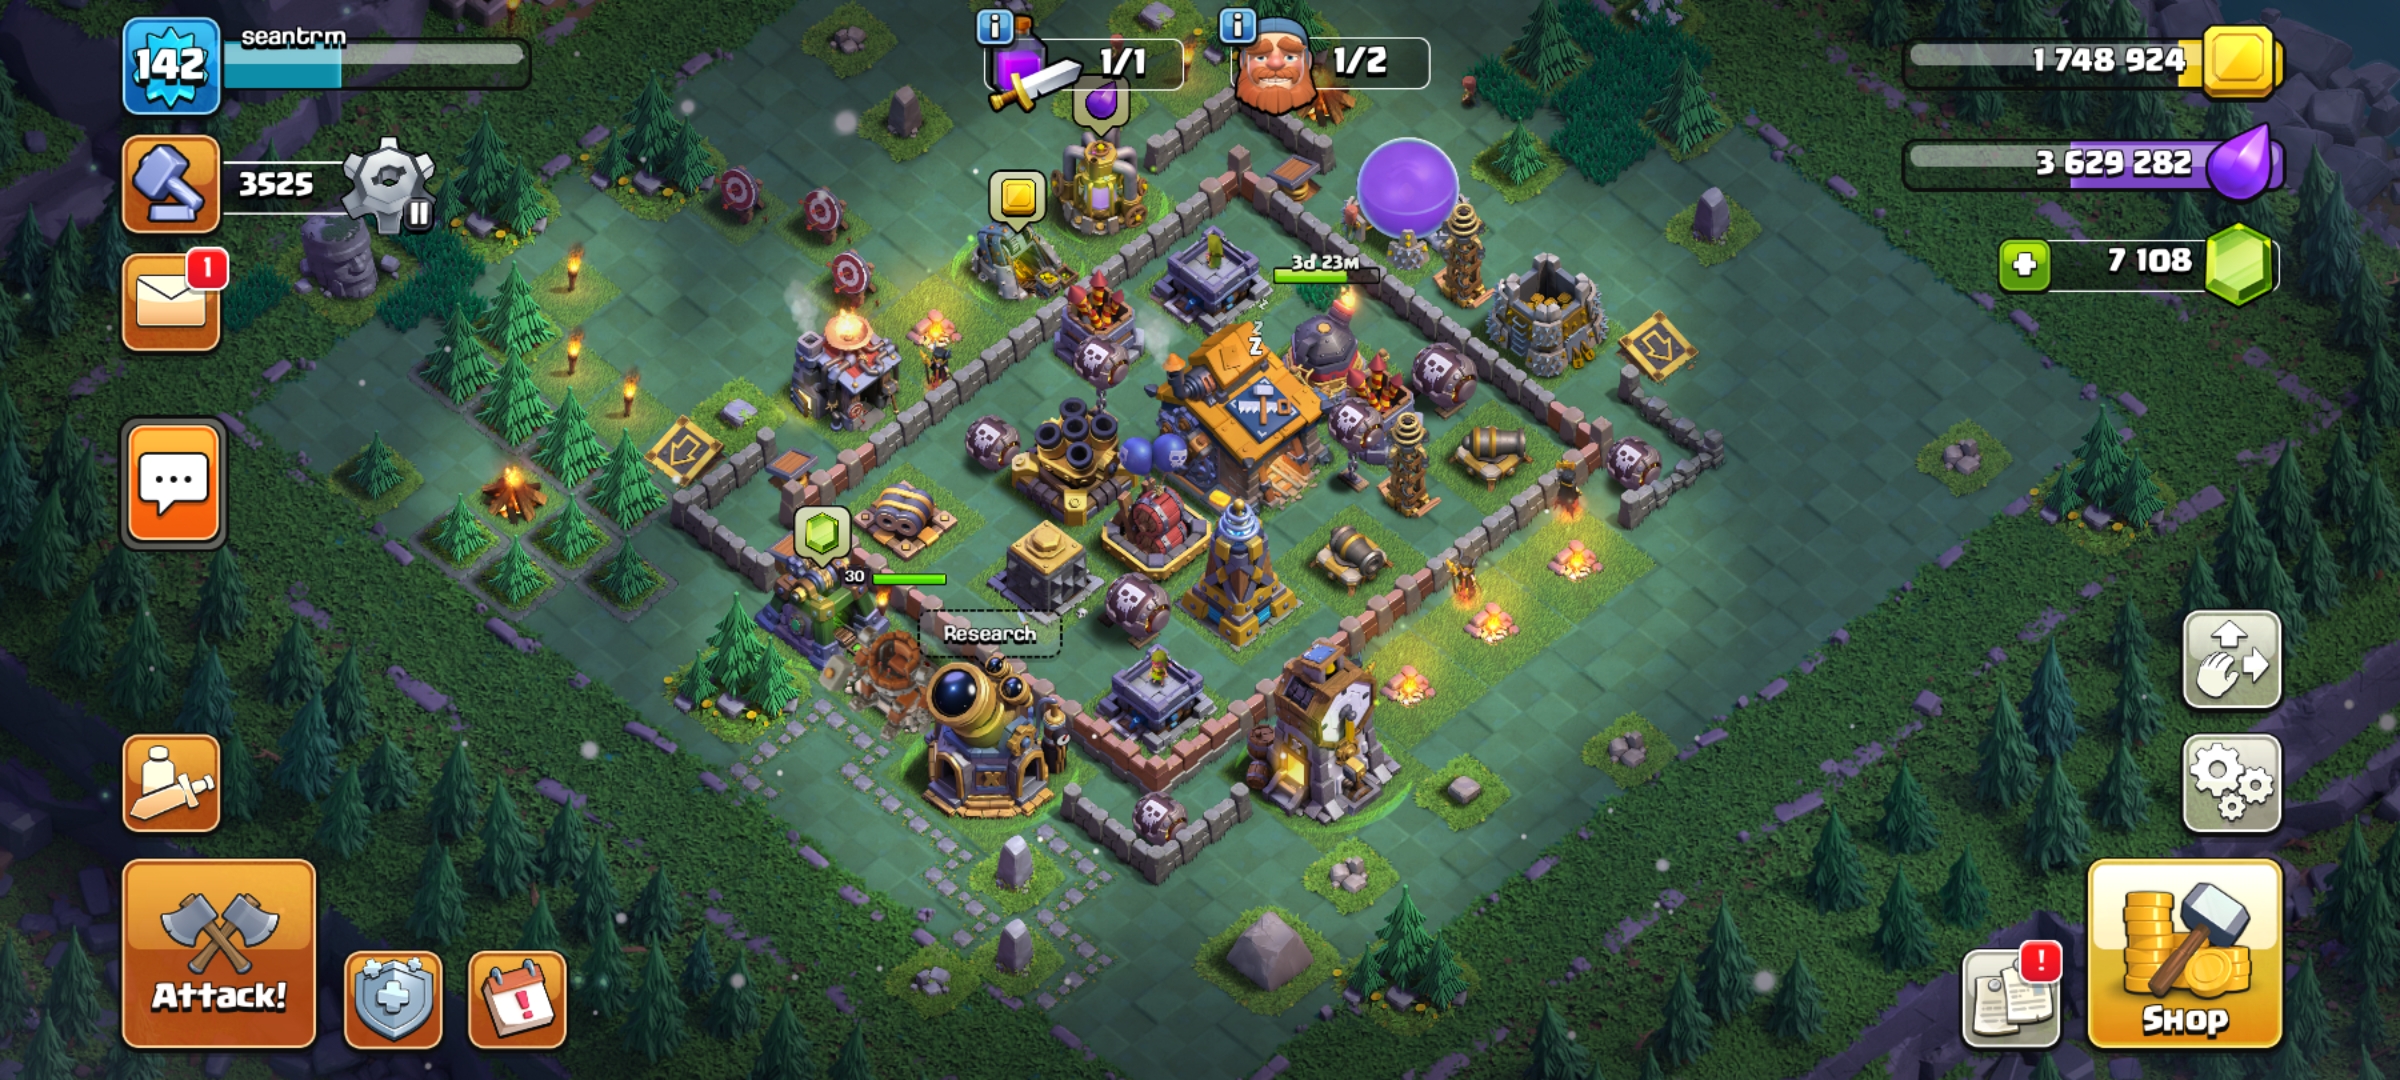 142
seantrm
1/1
1/2
1 748 924
3525
3 629 282
1
7 108
3d 23M
z
z
30
Research
Attack!
!
Shop